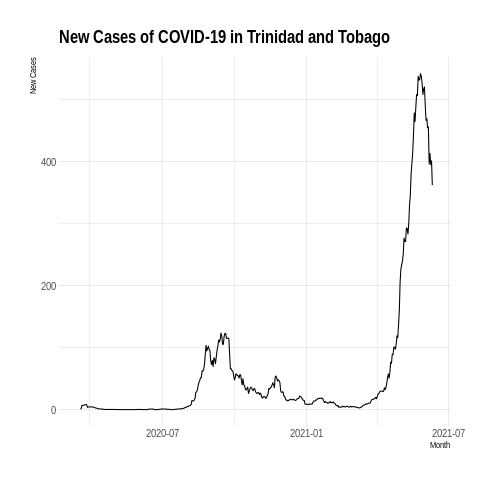 New Cases of COVID-19 in Trinidad and Tobago
New Cases
400
200
0
2020-07
2021-01
2021-07
Month